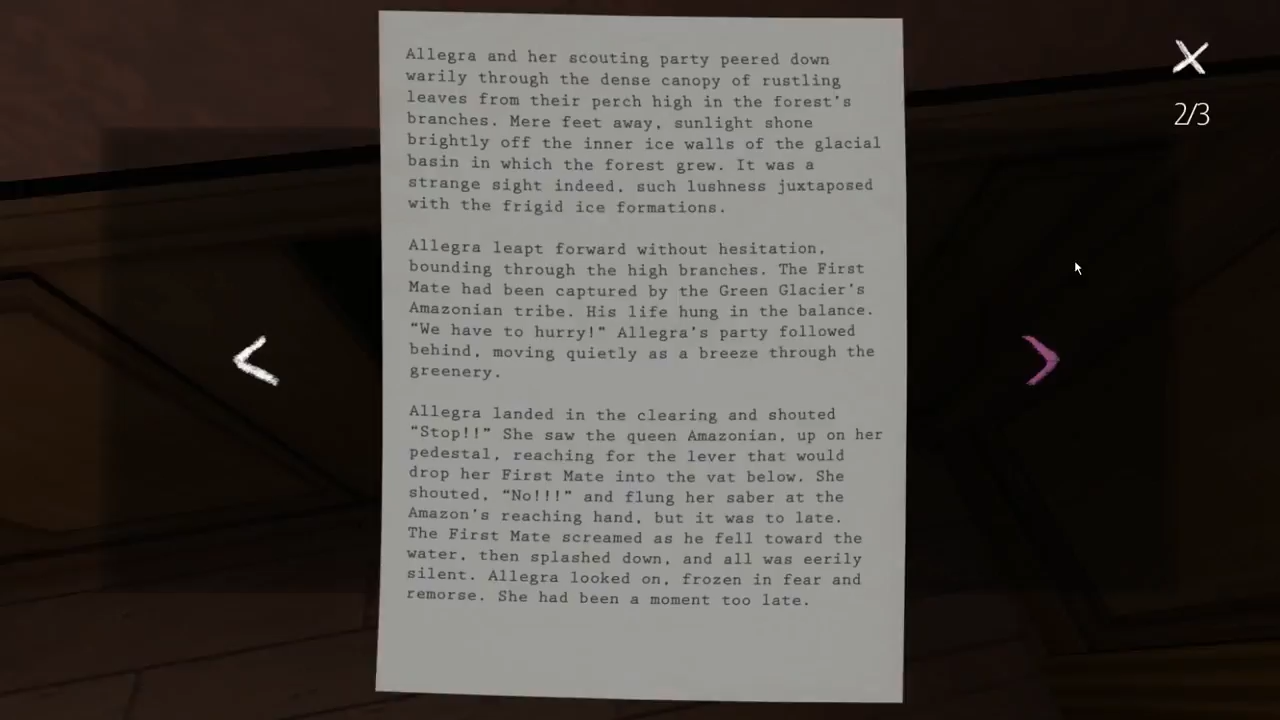 Allegra and her scouting party peered down
warily through the dense canopy of rustling
leaves from their perch high in the forest's
branches. Mere feet away, sunlight shone
brightly off the inner ice walls of the glacial
basin in which the forest grew. It was a
strange sight indeed, such lushness juxtaposed
with the frigid ice formations.
Allegra leapt forward without hesitation,
bounding through the high branches. The First
Mate had been captured by the Green Glacier's
Amazonian tribe. His life hung in the balance.
“We have to hurry!” Allegra's party followed
behind, moving quietly as a breeze through the
greenery.
Allegra landed in the clearing and shouted
“Stop!!” She saw the queen Amazonian, up on her
pedestal, reaching for the lever that would
drop her First Mate into the vat below. She
shouted, “No!!!” and flung her saber at the
Amazon's reaching hand, but it was to late.
The First Mate screamed as he fell toward the
water, then splashed down, and all was eerily
silent. Allegra looked on, frozen in fear and
remorse. She had been a moment too late.
2/3